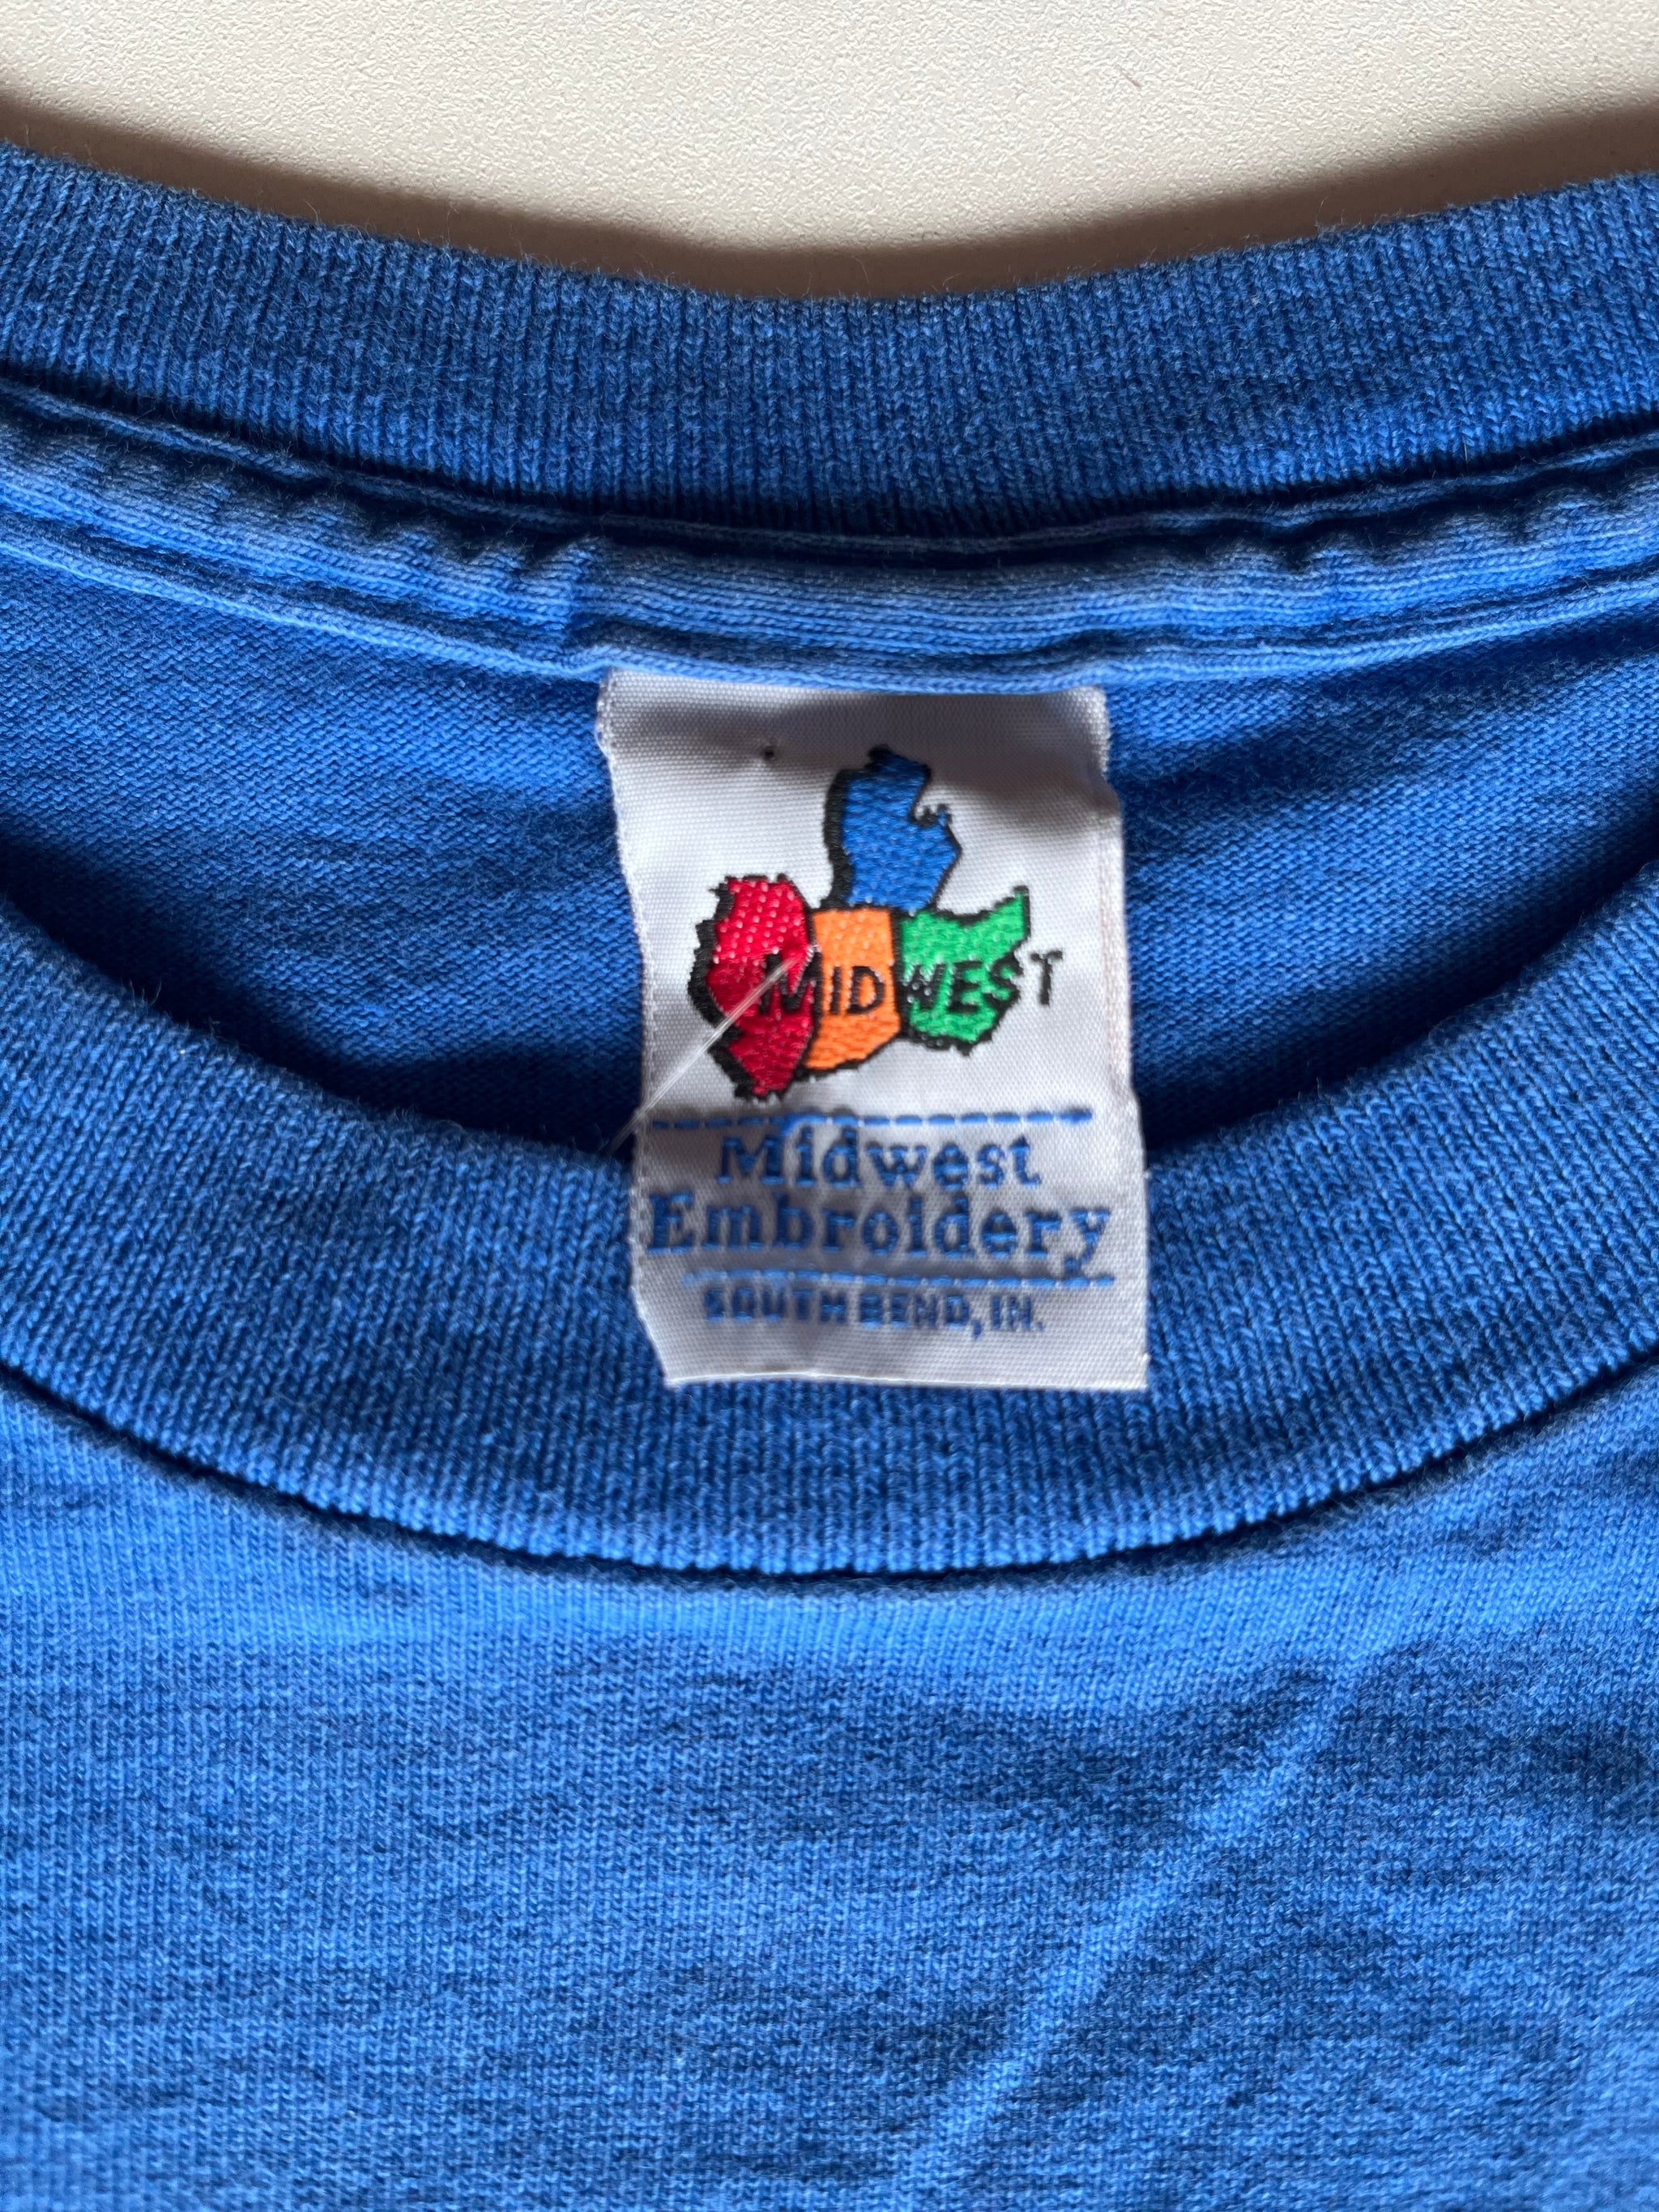 MIDWEST
Midwest
Embroidery
SOUTH BEND, IN.